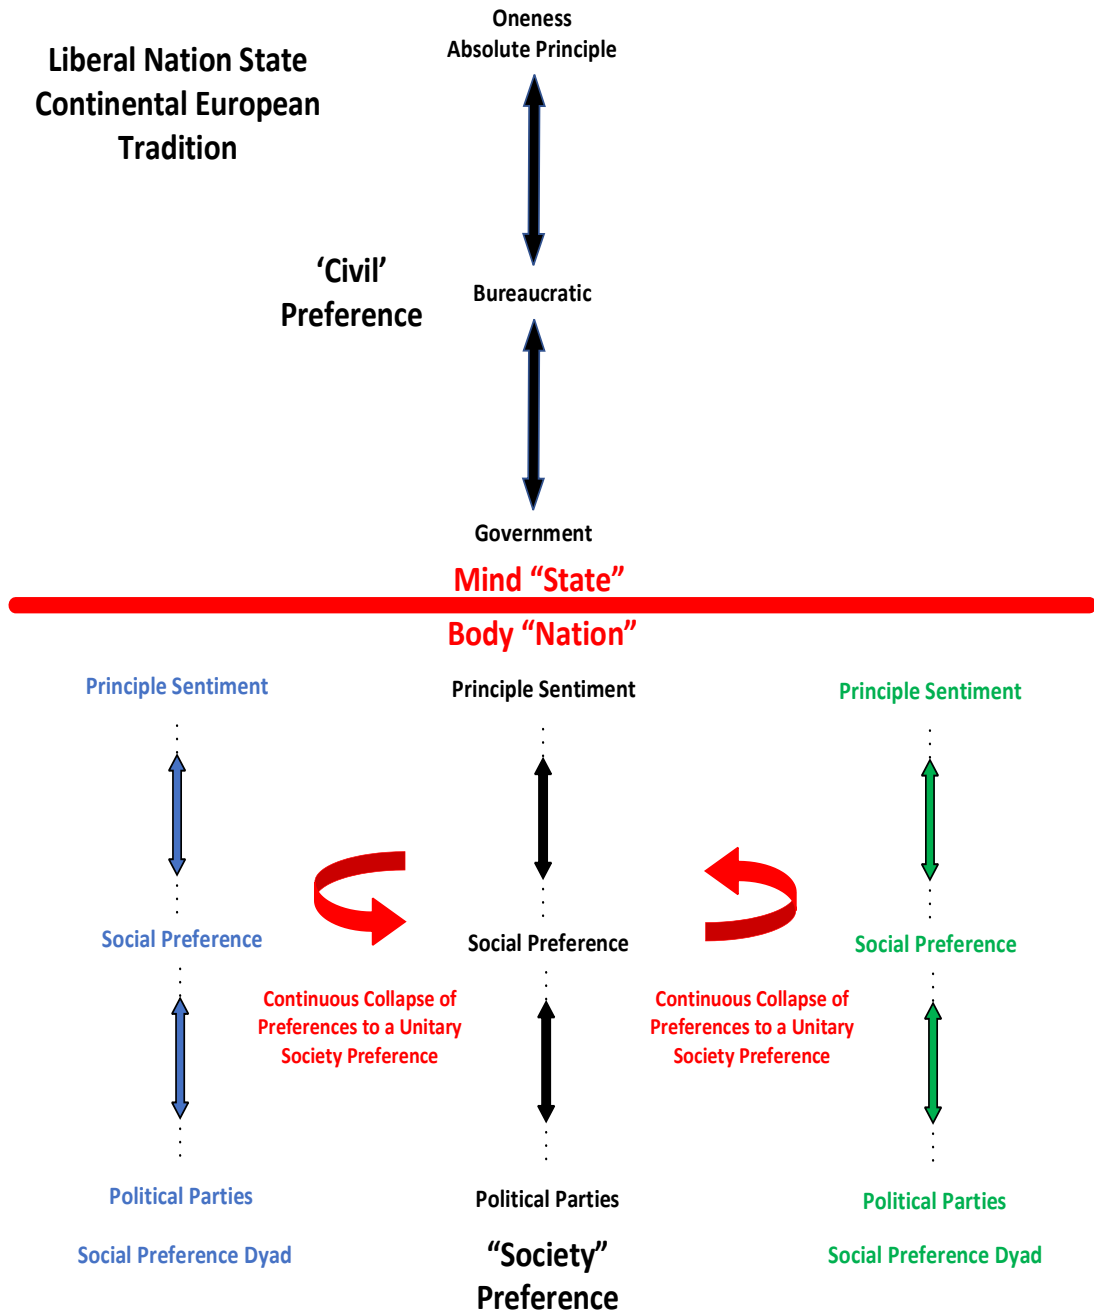 Oneness
Absolute Principle
Liberal Nation State
Continental European
Tradition
‘Civil’
Preference
Bureaucratic
Government
Mind “State”
Body “Nation”
Principle Sentiment
Principle Sentiment
Principle Sentiment
Social Preference
Social Preference
Social Preference
Continuous Collapse of
Preferences to a Unitary
Society Preference
Continuous Collapse of
Preferences to a Unitary
Society Preference
Political Parties
Political Parties
Political Parties
Social Preference Dyad
“Society”
Preference
Social Preference Dyad